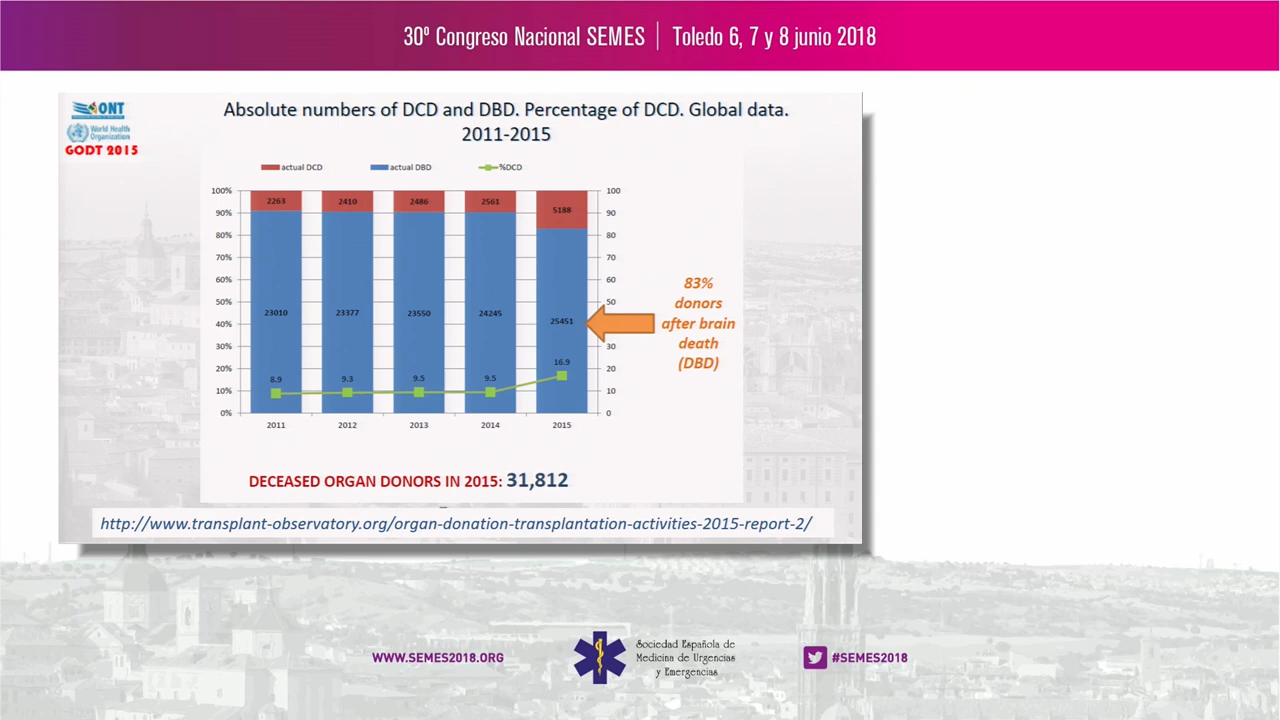 30º Congreso Nacional SEMES | Toledo 6, 7 y 8 junio 2018
ONT
World Health
Organization
GODT 2015
Absolute numbers of DCD and DBD. Percentage of DCD. Global data.
2011-2015
actual DCD actual DBD %DCD
100% 2263 2410 2486 2561 5188 100
90% 90
80% 80
70% 70
60% 60
50% 50
23010 23377 23550 24245 25451
40%
30% 30
20% 20
8.9 9.3 9.5 9.5 16.9
10% 10
0% 0
2011 2012 2013 2014 2015
83%
donors
after brain
death
(DBD)
DECEASED ORGAN DONORS IN 2015: 31,812
http://www.transplant-observatory.org/organ-donation-transplantation-activities-2015-report-2/
WWW.SEMES2018.ORG
Sociedad Española de
Medicina de Urgencias
y Emergencias
#SEMES2018